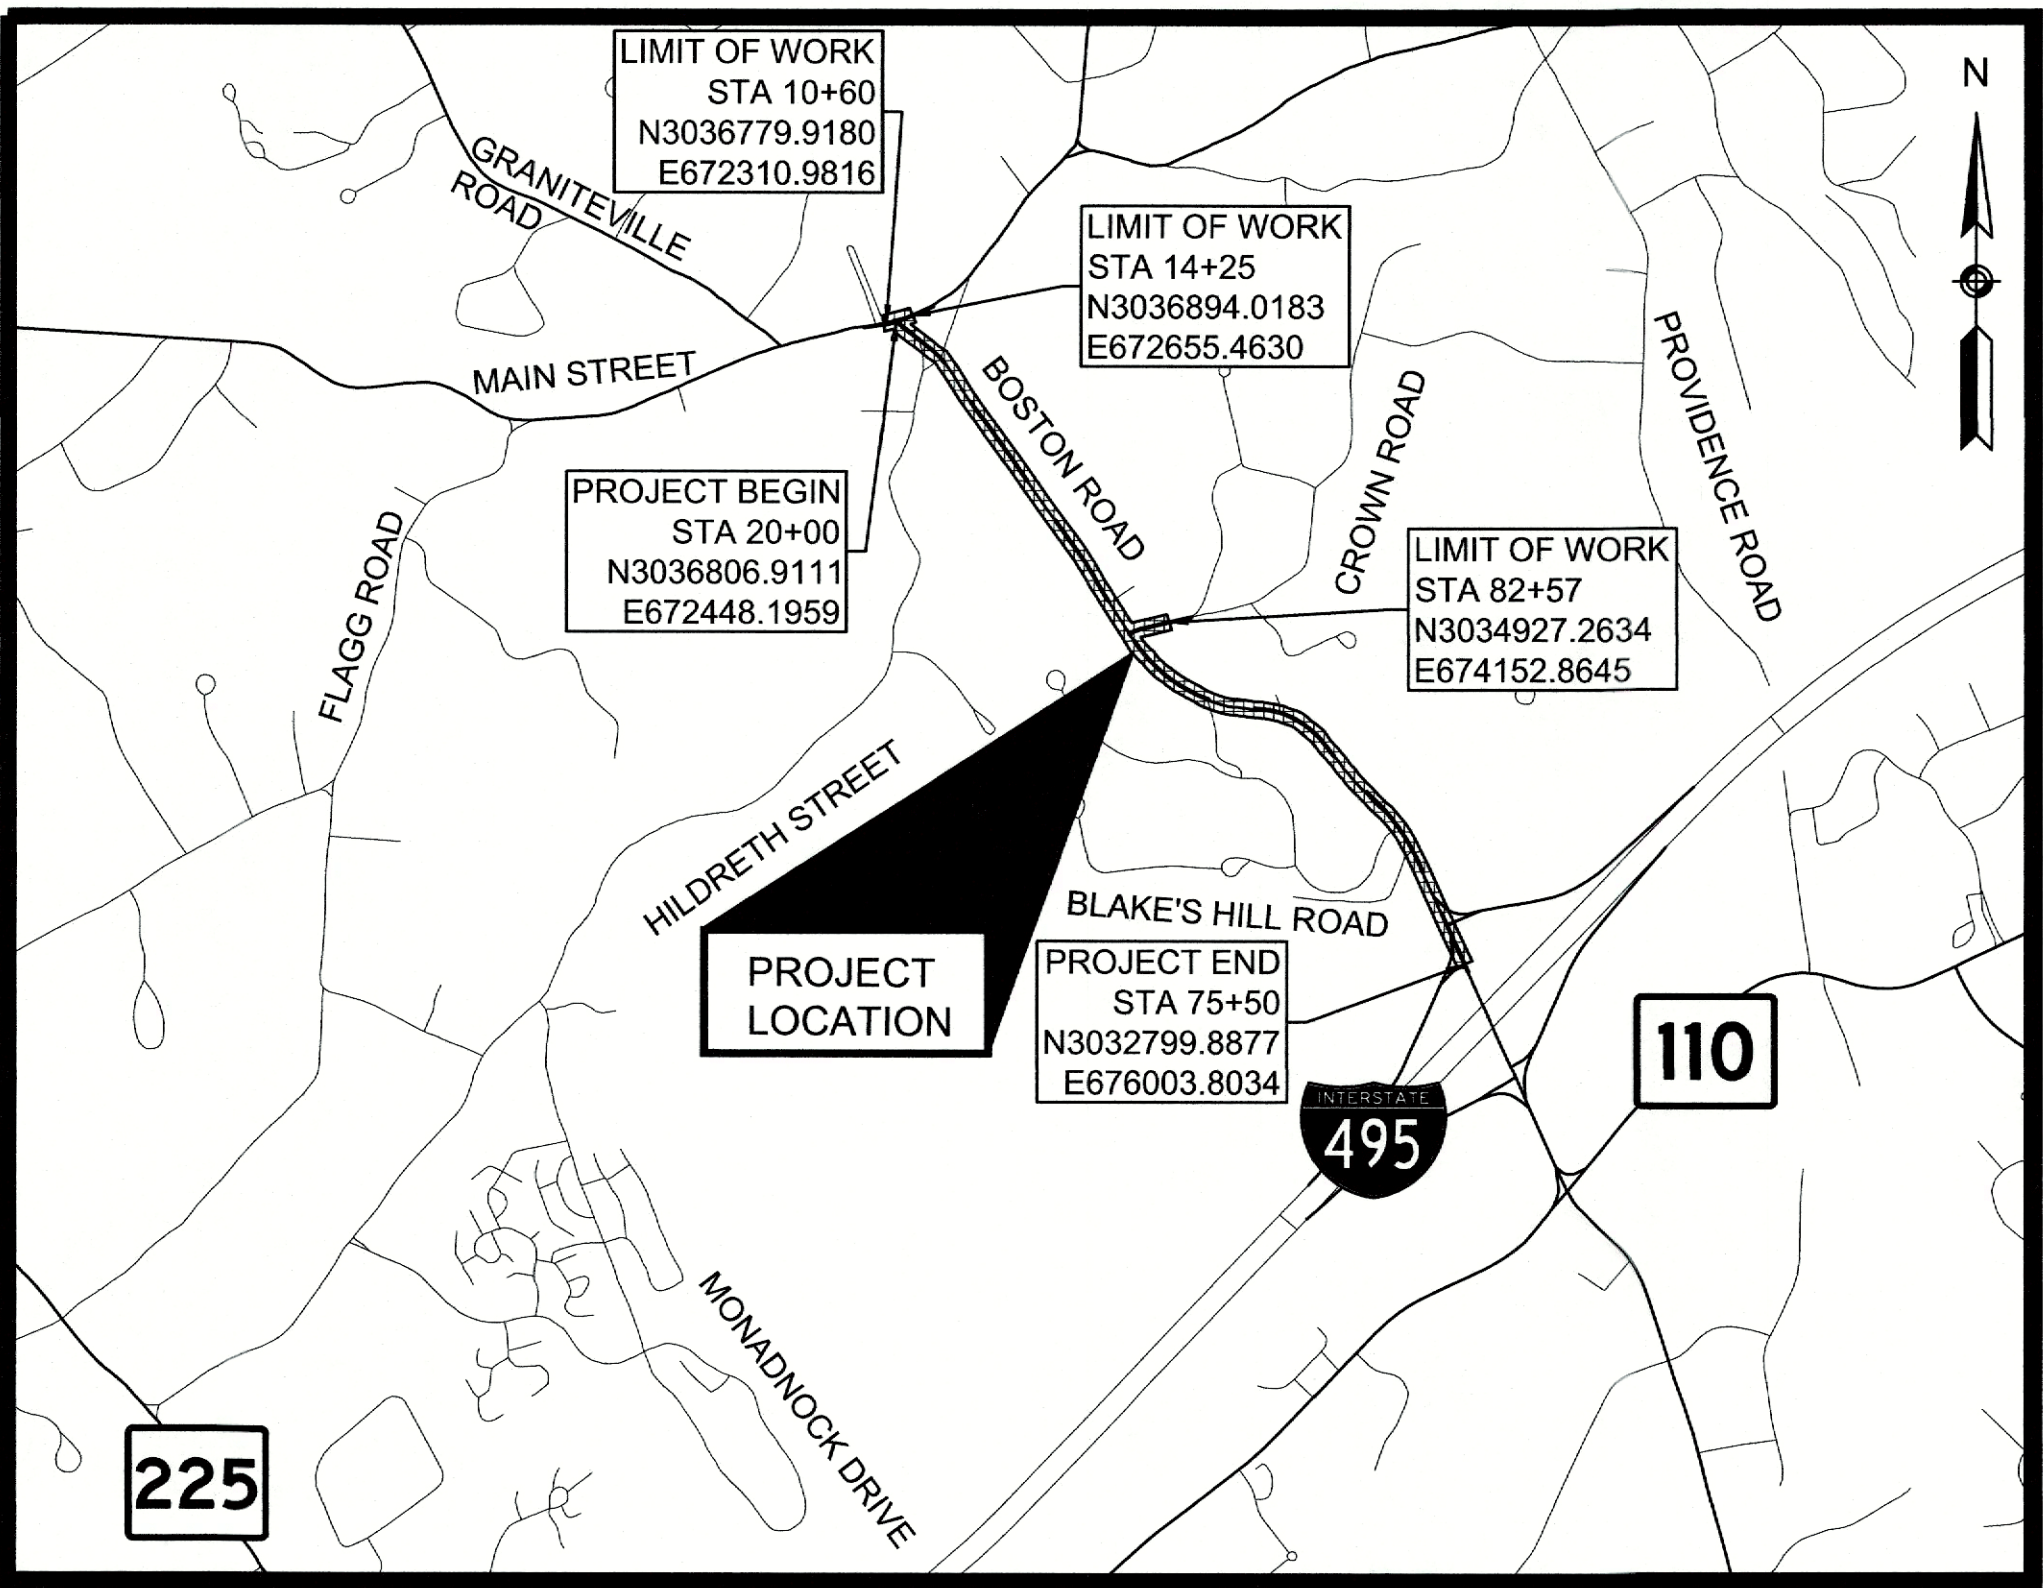 LIMIT OF WORK
STA 10+60
N3036779.9180
E672310.9816
N
GRANITEVILLE
ROAD
LIMIT OF WORK
STA 14+25
N3036894.0183
E672655.4630
MAIN STREET
BOSTON ROAD
CROWN ROAD
PROVIDENCE ROAD
PROJECT BEGIN
STA 20+00
N3036806.9111
E672448.1959
FLAGG ROAD
LIMIT OF WORK
STA 82+57
N3034927.2634
E674152.8645
HILDRETH STREET
BLAKE'S HILL ROAD
PROJECT
LOCATION
PROJECT END
STA 75+50
N3032799.8877
E676003.8034
110
INTERSTATE
495
MONADNOCK DRIVE
225